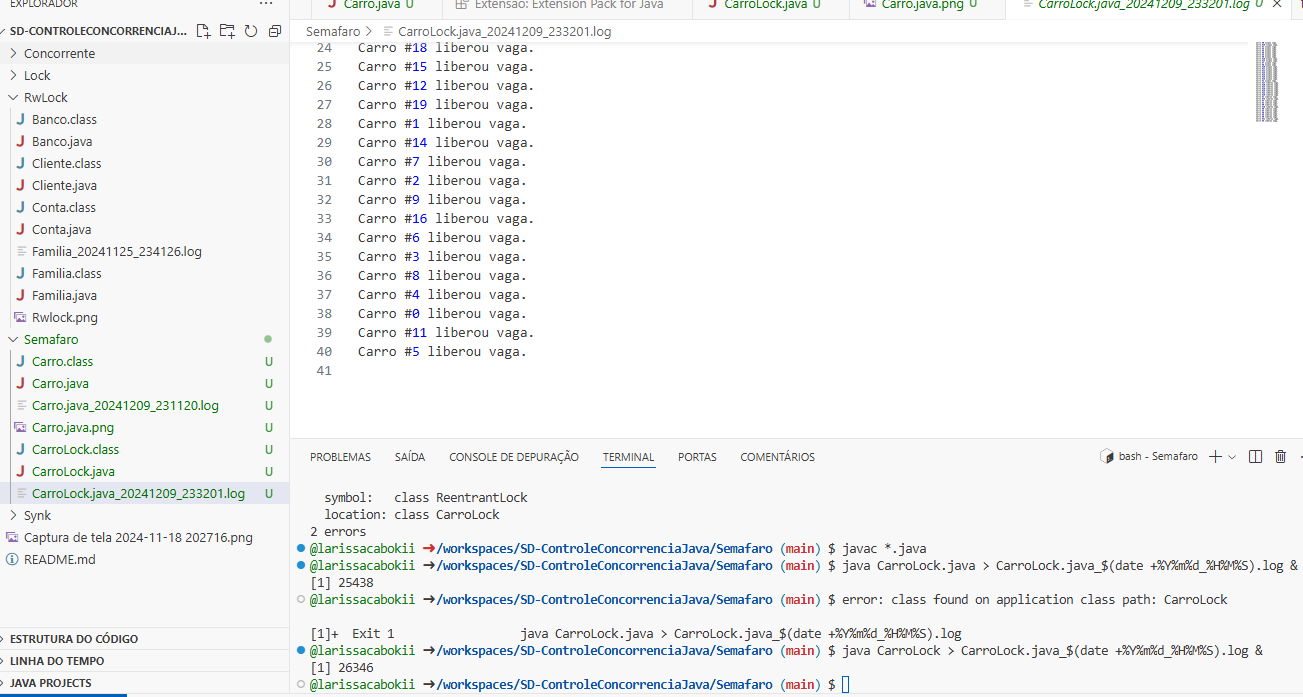 EXPLORADOR ...
SD-CONTROLECONCORRENCIAJ...
Concorrente
Lock
RwLock
Banco.class
Banco.java
Cliente.class
Cliente.java
Conta.class
Conta.java
Familia_20241125_234126.log
Familia.class
Familia.java
Rwlock.png
Semafaro
Carro.class U
Carro.java U
Carro.java_20241209_231120.log U
Carro.java.png U
CarroLock.class U
CarroLock.java U
CarroLock.java_20241209_233201.log U
Synk
Captura de tela 2024-11-18 202716.png
README.md
ESTRUTURA DO CÓDIGO
LINHA DO TEMPO
JAVA PROJECTS
Carro.java U
Extensão: Extension Pack for Java
CarroLock.java U
Carro.java.png U
CarroLock.java_20241209_233201.log U
Semafaro > CarroLock.java_20241209_233201.log
24 Carro #18 liberou vaga.
25 Carro #15 liberou vaga.
26 Carro #12 liberou vaga.
27 Carro #19 liberou vaga.
28 Carro #1 liberou vaga.
29 Carro #14 liberou vaga.
30 Carro #7 liberou vaga.
31 Carro #2 liberou vaga.
32 Carro #9 liberou vaga.
33 Carro #16 liberou vaga.
34 Carro #6 liberou vaga.
35 Carro #3 liberou vaga.
36 Carro #8 liberou vaga.
37 Carro #4 liberou vaga.
38 Carro #0 liberou vaga.
39 Carro #11 liberou vaga.
40 Carro #5 liberou vaga.
41
PROBLEMAS SAÍDA CONSOLE DE DEPURAÇÃO TERMINAL PORTAS COMENTÁRIOS
bash - Semafaro
symbol: class ReentrantLock
location: class CarroLock
2 errors
@larissacabokii ➜/workspaces/SD-ControleConcorrenciaJava/Semafaro (main) $ javac *.java
@larissacabokii ➜/workspaces/SD-ControleConcorrenciaJava/Semafaro (main) $ java CarroLock.java > CarroLock.java_$(date +%Y%m%d_%H%M%S).log &
[1] 25438
@larissacabokii ➜/workspaces/SD-ControleConcorrenciaJava/Semafaro (main) $ error: class found on application class path: CarroLock
[1]+ Exit 1 java CarroLock.java > CarroLock.java_$(date +%Y%m%d_%H%M%S).log
@larissacabokii ➜/workspaces/SD-ControleConcorrenciaJava/Semafaro (main) $ java CarroLock > CarroLock.java_$(date +%Y%m%d_%H%M%S).log &
[1] 26346
@larissacabokii ➜/workspaces/SD-ControleConcorrenciaJava/Semafaro (main) $